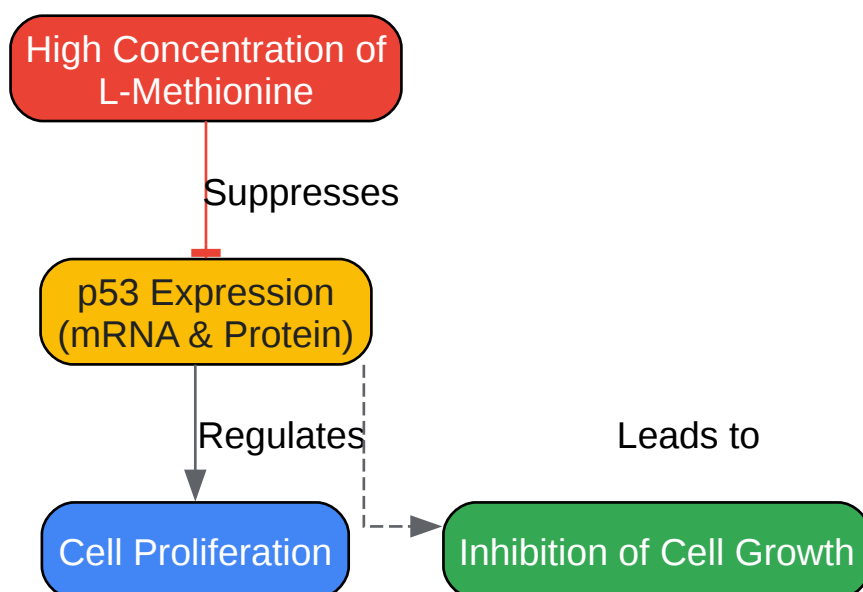 High Concentration of
L-Methionine
Suppresses
p53 Expression
(mRNA & Protein)
Regulates
Leads to
Cell Proliferation
Inhibition of Cell Growth